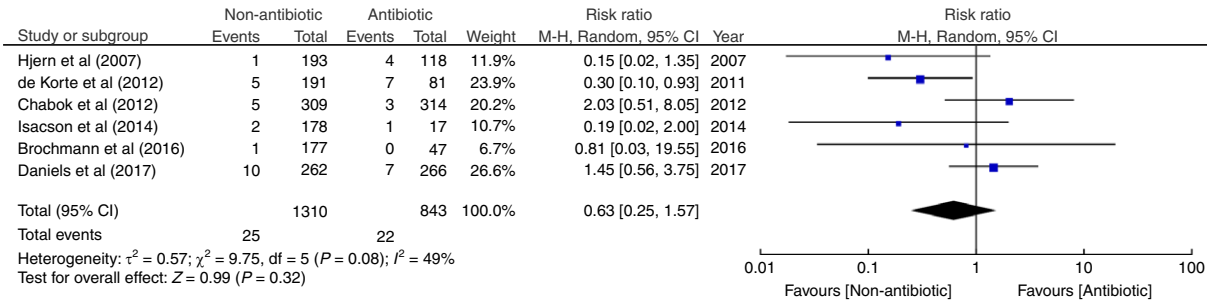 Non-antibiotic Antibiotic Risk ratio Risk ratio
Study or subgroup Events Total Events Total Weight M-H, Random, 95% CI Year M-H, Random, 95% CI
Hjern et al (2007) 1 193 4 118 11.9% 0.15 [0.02, 1.35] 2007
de Korte et al (2012) 5 191 7 81 23.9% 0.30 [0.10, 0.93] 2011
Chabok et al (2012) 5 309 3 314 20.2% 2.03 [0.51, 8.05] 2012
Isacson et al (2014) 2 178 1 17 10.7% 0.19 [0.02, 2.00] 2014
Brochmann et al (2016) 1 177 0 47 6.7% 0.81 [0.03, 19.55] 2016
Daniels et al (2017) 10 262 7 266 26.6% 1.45 [0.56, 3.75] 2017
Total (95% CI) 1310 843 100.0% 0.63 [0.25, 1.57]
Total events 25 22
Heterogeneity: τ² = 0.57; χ² = 9.75, df = 5 (P = 0.08); I² = 49%
Test for overall effect: Z = 0.99 (P = 0.32)
0.01 0.1 1 10 100
Favours [Non-antibiotic] Favours [Antibiotic]